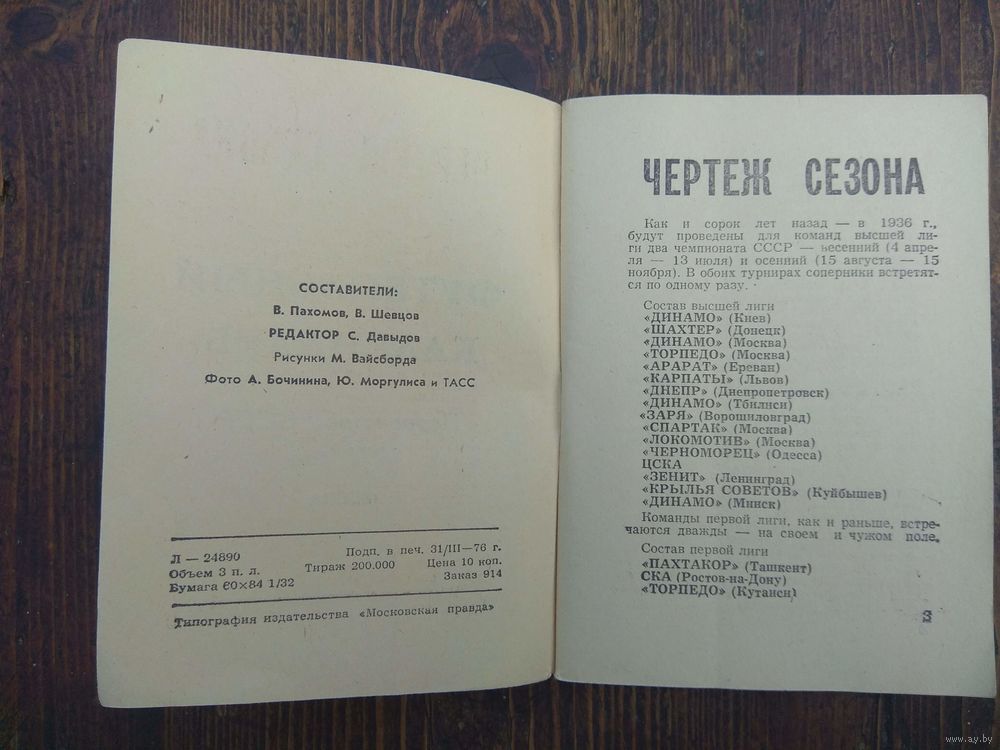 СОСТАВИТЕЛИ:
В. Пахомов, В. Шевцов
РЕДАКТОР С. Давыдов
Рисунки М. Вайсборда
Фото А. Бочинина, Ю. Моргулиса и ТАСС
Л — 24890 Подп. в печ. 31/III—76 г.
Объем 3 п. л. Тираж 200.000 Цена 10 коп.
Бумага 60×84 1/32 Заказ 914
Типография издательства «Московская правда»
ЧЕРТЕЖ СЕЗОНА
Как и сорок лет назад — в 1936 г.,
будут проведены для команд высшей ли-
ги два чемпионата СССР — весенний (4 апре-
ля — 13 июля) и осенний (15 августа — 15
ноября). В обоих турнирах соперники встретят-
ся по одному разу.
Состав высшей лиги
«ДИНАМО» (Киев)
«ШАХТЕР» (Донецк)
«ДИНАМО» (Москва)
«ТОРПЕДО» (Москва)
«АРАРАТ» (Ереван)
«КАРПАТЫ» (Львов)
«ДНЕПР» (Днепропетровск)
«ДИНАМО» (Тбилиси)
«ЗАРЯ» (Ворошиловград)
«СПАРТАК» (Москва)
«ЛОКОМОТИВ» (Москва)
«ЧЕРНОМОРЕЦ» (Одесса)
ЦСКА
«ЗЕНИТ» (Ленинград)
«КРЫЛЬЯ СОВЕТОВ» (Куйбышев)
«ДИНАМО» (Минск)
Команды первой лиги, как и раньше, встре-
чаются дважды — на своем и чужом поле.
Состав первой лиги
«ПАХТАКОР» (Ташкент)
СКА (Ростов-на-Дону)
«ТОРПЕДО» (Кутаиси)
3
www.ay.by